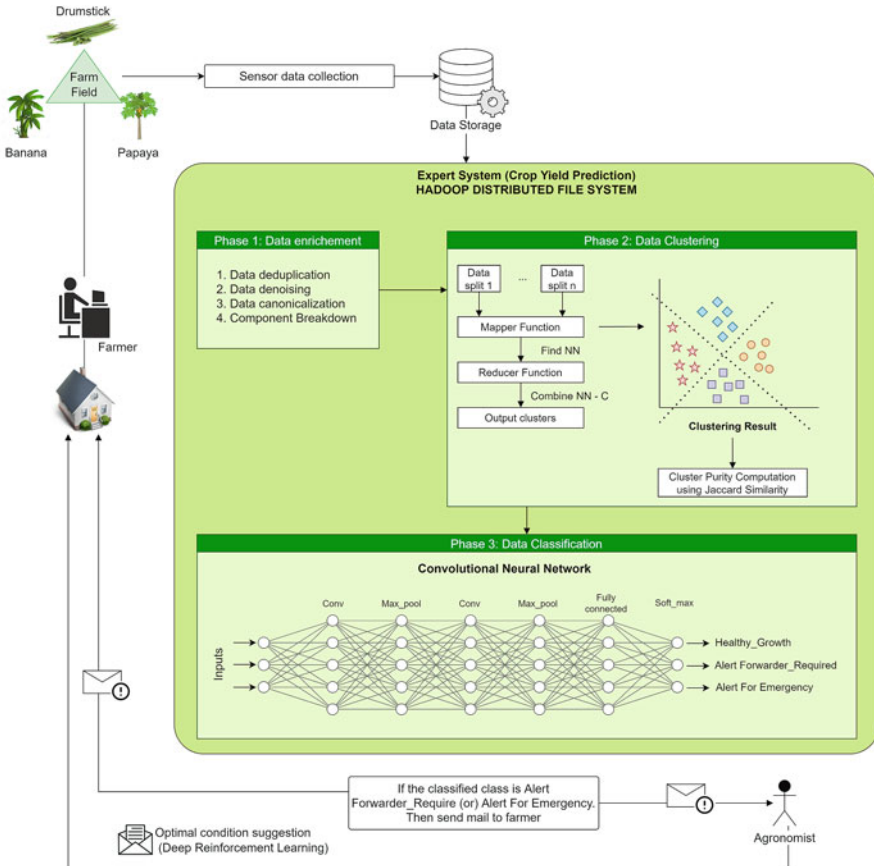 Drumstick
Farm
Field
Banana
Papaya
Sensor data collection
Data Storage
Farmer
Expert System (Crop Yield Prediction)
HADOOP DISTRIBUTED FILE SYSTEM
Phase 1: Data enrichement
1. Data deduplication
2. Data denoising
3. Data canonicalization
4. Component Breakdown
Phase 2: Data Clustering
Data
split 1
...
Data
split n
Mapper Function
Find NN
Reducer Function
Combine NN - C
Output clusters
Clustering Result
Cluster Purity Computation
using Jaccard Similarity
Phase 3: Data Classification
Convolutional Neural Network
Conv
Max_pool
Conv
Max_pool
Fully
connected
Soft_max
Inputs
Healthy_Growth
Alert Forwarder_Required
Alert For Emergency
If the classified class is Alert
Forwarder_Require (or) Alert For Emergency.
Then send mail to farmer
Agronomist
Optimal condition suggestion
(Deep Reinforcement Learning)